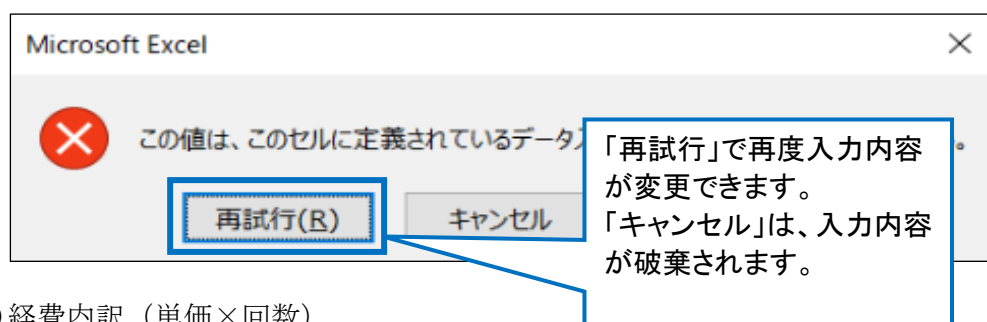 Microsoft Excel
この値は、このセルに定義されているデータ
「再試行」で再度入力内容
が変更できます。
「キャンセル」は、入力内容
が破棄されます。
再試行(R)
キャンセル
経費内訳（単価×回数）